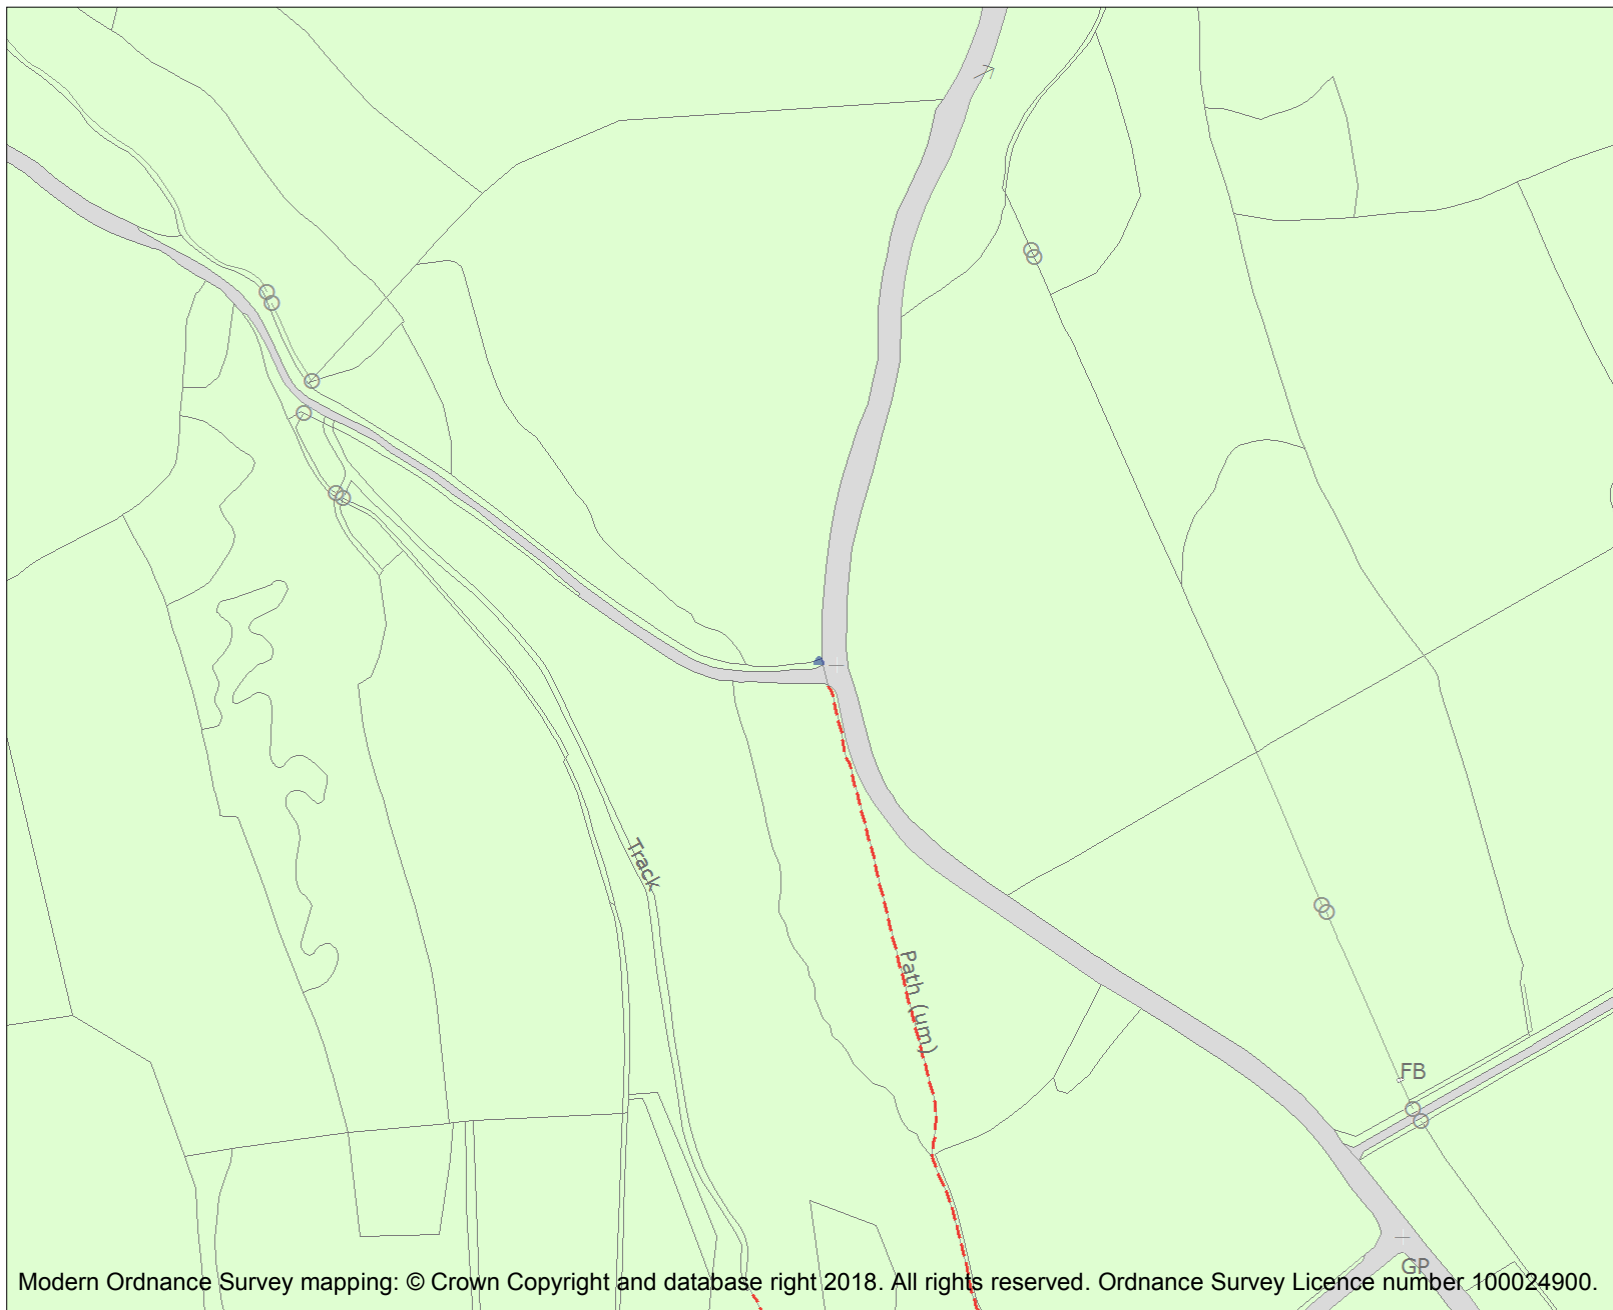 Track
Path (um)
FB
GP
Modern Ordnance Survey mapping: © Crown Copyright and database right 2018. All rights reserved. Ordnance Survey Licence number 100024900.